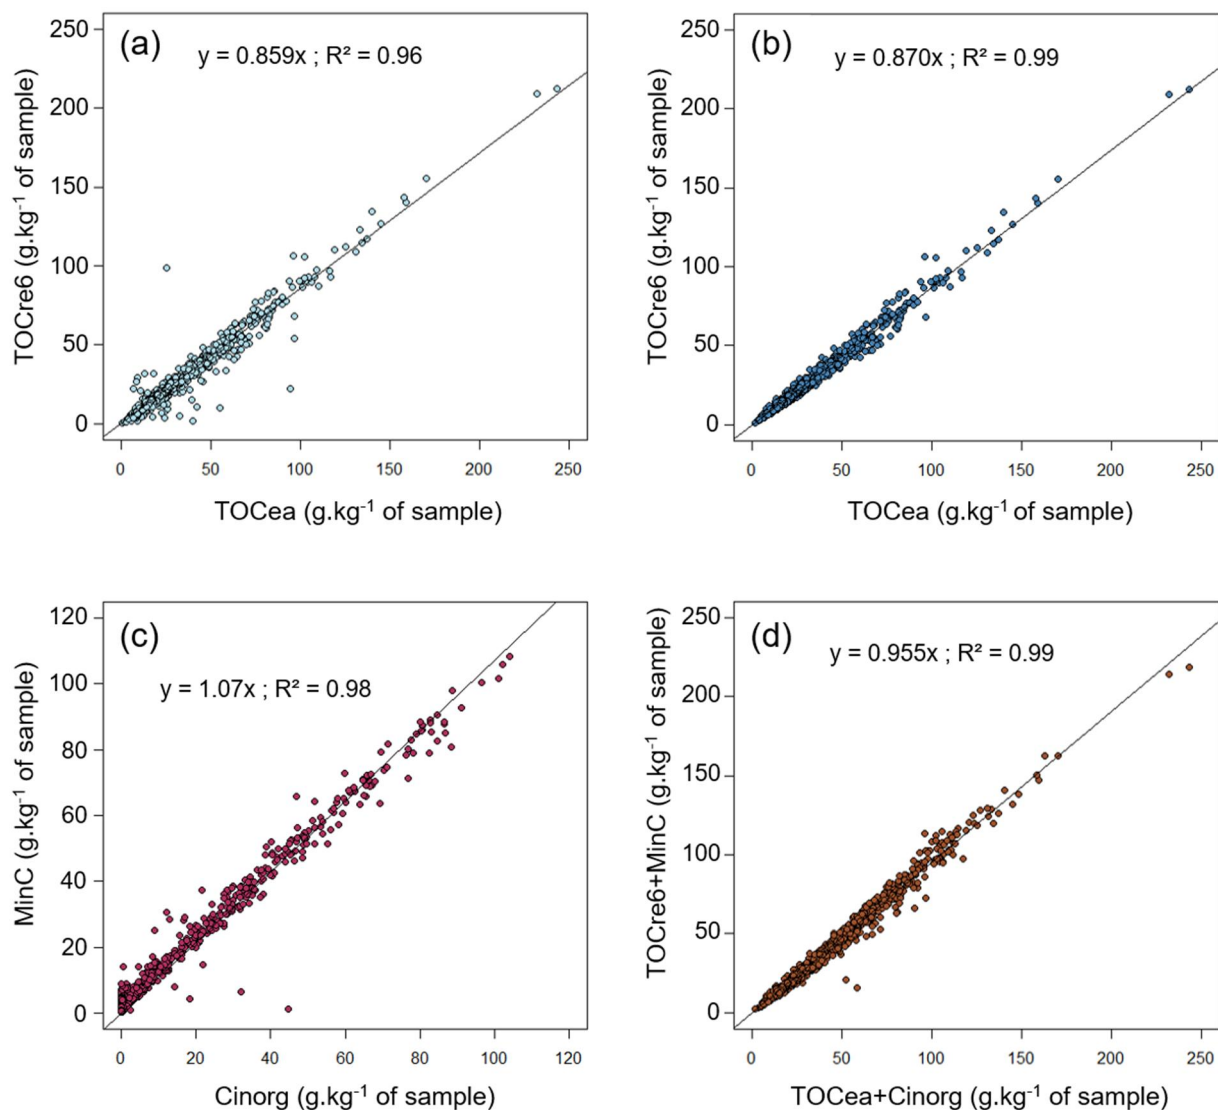 (a)
y = 0.859x ; R² = 0.96
250
200
150
100
50
0
TOCre6 (g.kg⁻¹ of sample)
0 50 100 150 200 250
TOCea (g.kg⁻¹ of sample)
(b)
y = 0.870x ; R² = 0.99
250
200
150
100
50
0
TOCre6 (g.kg⁻¹ of sample)
0 50 100 150 200 250
TOCea (g.kg⁻¹ of sample)
(c)
y = 1.07x ; R² = 0.98
120
100
80
60
40
20
0
MinC (g.kg⁻¹ of sample)
0 20 40 60 80 100 120
Cinorg (g.kg⁻¹ of sample)
(d)
y = 0.955x ; R² = 0.99
250
200
150
100
50
0
TOCre6+MinC (g.kg⁻¹ of sample)
0 50 100 150 200 250
TOCea+Cinorg (g.kg⁻¹ of sample)